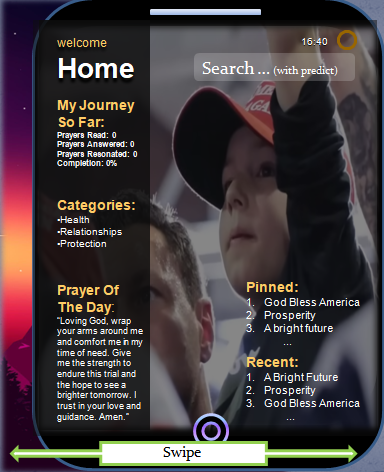 welcome
16:40
Home
Search ... (with predict)
My Journey
So Far:
Prayers Read: 0
Prayers Answered: 0
Prayers Resonated: 0
Completion: 0%
Categories:
•Health
•Relationships
•Protection
Prayer Of
The Day:
"Loving God, wrap
your arms around me
and comfort me in my
time of need. Give
me the strength to
endure this trial and
the hope to see a
brighter tomorrow. I
trust in your love and
guidance. Amen."
Pinned:
1. God Bless America
2. Prosperity
3. A bright future
...
Recent:
1. A Bright Future
2. Prosperity
3. God Bless America
...
Swipe